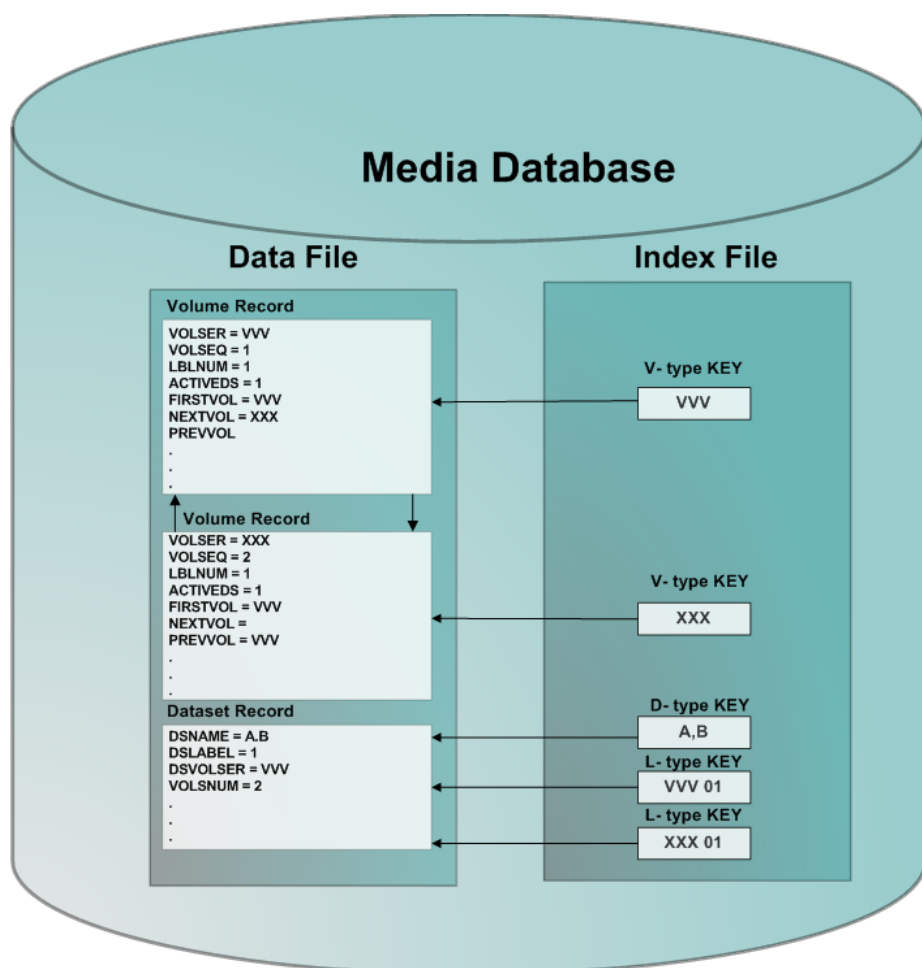 Media Database
Data File
Volume Record
VOLSER = VVV
VOLSEQ = 1
LBLNUM = 1
ACTIVEDS = 1
FIRSTVOL = VVV
NEXTVOL = XXX
PREVVOL
.
.
.
Volume Record
VOLSER = XXX
VOLSEQ = 2
LBLNUM = 1
ACTIVEDS = 1
FIRSTVOL = VVV
NEXTVOL =
PREVVOL = VVV
.
.
.
Dataset Record
DSNAME = A.B
DSLABEL = 1
DSVOLSER = VVV
VOLSNUM = 2
.
.
.
Index File
V- type KEY
VVV
V- type KEY
XXX
D- type KEY
A,B
L- type KEY
VVV 01
L- type KEY
XXX 01